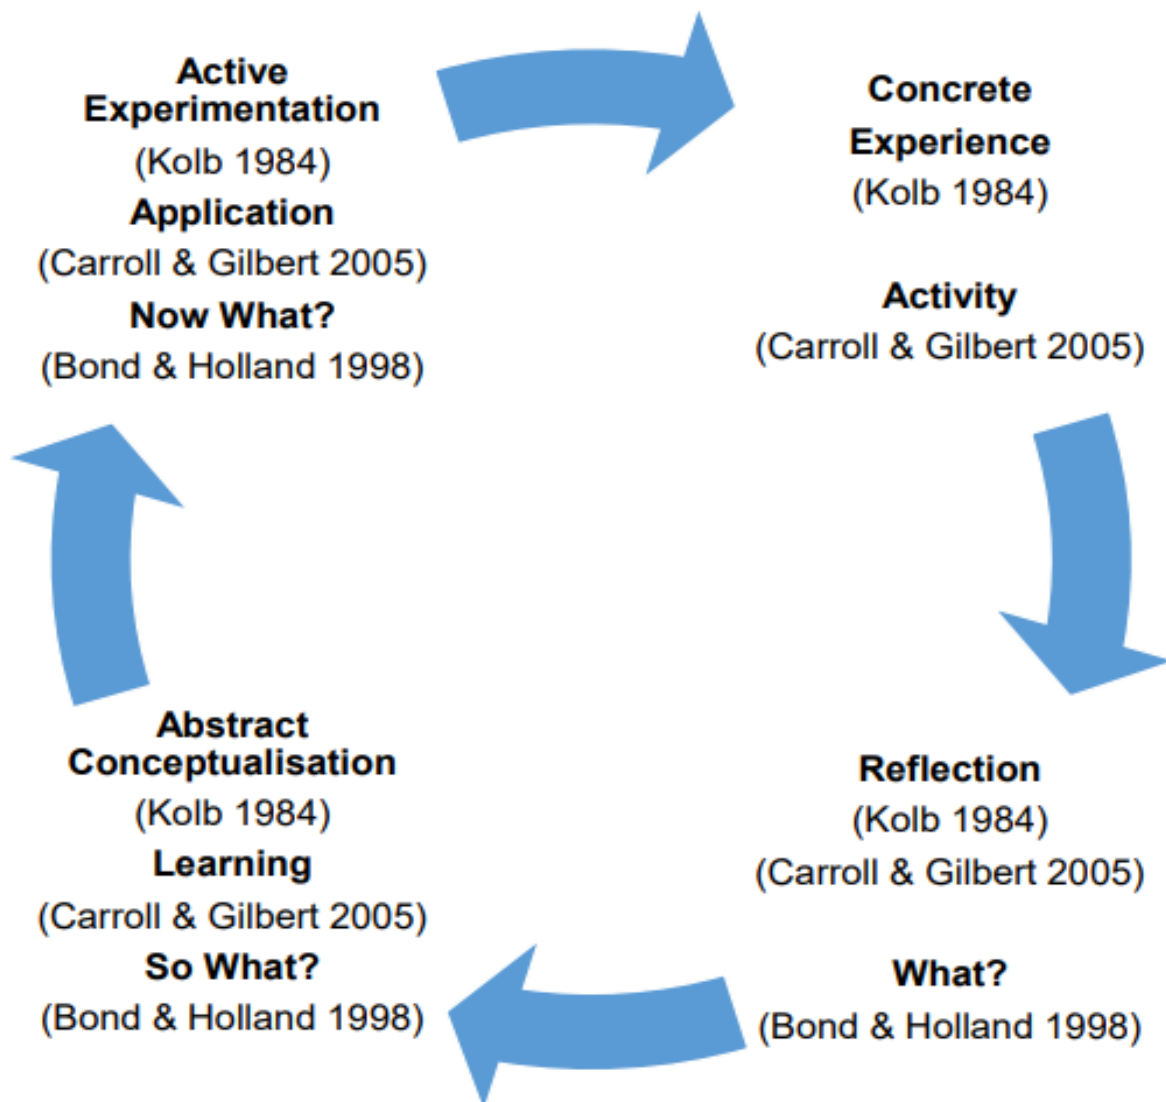 Active
Experimentation
(Kolb 1984)
Application
(Carroll & Gilbert 2005)
Now What?
(Bond & Holland 1998)
Concrete
Experience
(Kolb 1984)
Activity
(Carroll & Gilbert 2005)
Reflection
(Kolb 1984)
(Carroll & Gilbert 2005)
What?
(Bond & Holland 1998)
Abstract
Conceptualisation
(Kolb 1984)
Learning
(Carroll & Gilbert 2005)
So What?
(Bond & Holland 1998)